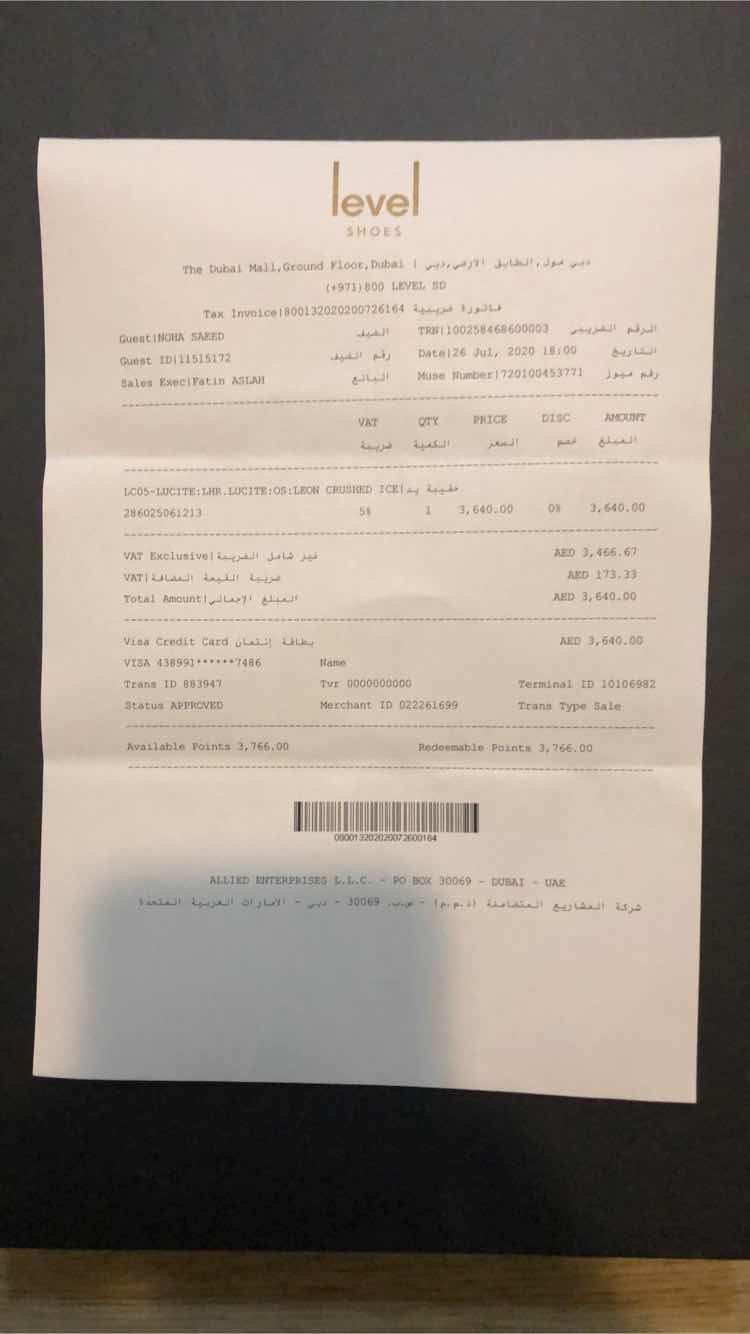 level
SHOES
The Dubai Mall,Ground Floor,Dubai | دبي مول,الطابق الارضي,دبي
(+971)800 LEVEL SD
Tax Invoice|800132020200726164 فاتورة ضريبية
Guest|NOHA SAEED الضيف TRN|100258468600003 الرقم الضريبي
Guest ID|11515172 رقم الضيف Date|26 Jul, 2020 18:00 التاريخ
Sales Exec|Fatin ASLAH البائع Muse Number|720100453771 رقم ميوز
VAT QTY PRICE DISC AMOUNT
ضريبة الكمية السعر خصم المبلغ
LC05-LUCITE:LHR.LUCITE:OS:LEON CRUSHED ICE|حقيبة يد
286025061213 5% 1 3,640.00 0% 3,640.00
VAT Exclusive|غير شامل الضريبة AED 3,466.67
VAT|ضريبة القيمة المضافة AED 173.33
Total Amount|المبلغ الإجمالي AED 3,640.00
Visa Credit Card بطاقة إئتمان AED 3,640.00
VISA 438991******7486 Name
Trans ID 883947 Tvr 0000000000 Terminal ID 10106982
Status APPROVED Merchant ID 022261699 Trans Type Sale
Available Points 3,766.00 Redeemable Points 3,766.00
08001320202072600164
ALLIED ENTERPRISES L.L.C. - PO BOX 30069 - DUBAI - UAE
شركة المشاريع المتضامنة (ذ.م.م) - ص.ب. 30069 - دبي - الامارات العربية المتحدة